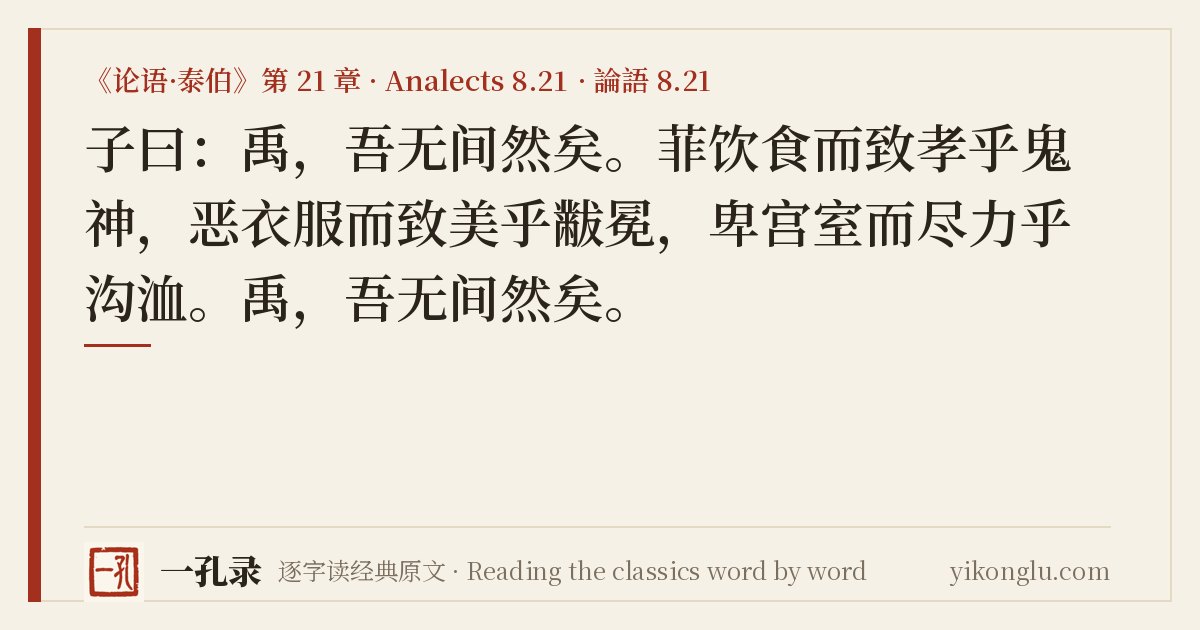 《论语·泰伯》第 21 章 · Analects 8.21 · 論語 8.21
子曰：禹，吾无间然矣。菲饮食而致孝乎鬼
神，恶衣服而致美乎黻冕，卑宫室而尽力乎
沟洫。禹，吾无间然矣。
一孔
一孔录 逐字读经典原文 · Reading the classics word by word yikonglu.com